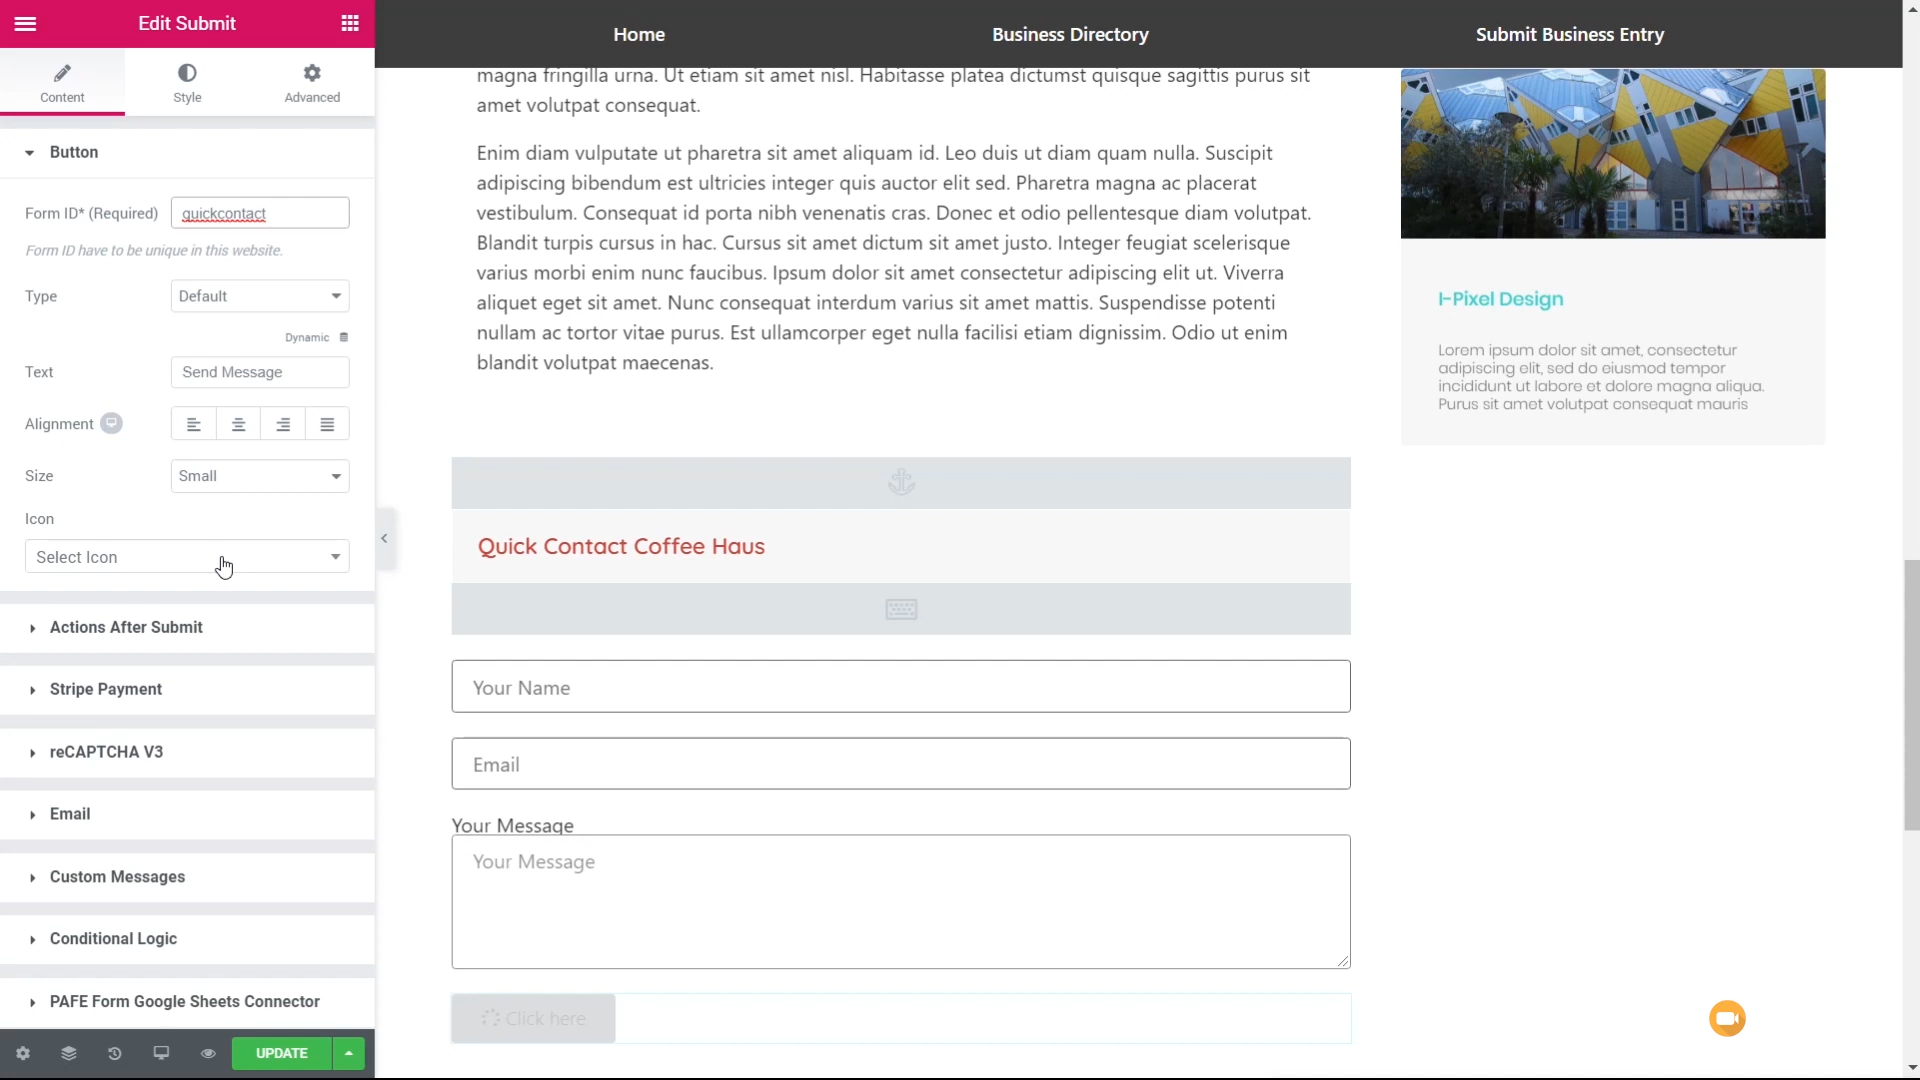 Edit Submit
Content
Style
Advanced
Button
Form ID* (Required)
quickcontact
Form ID have to be unique in this website.
Type
Default
Dynamic
Text
Send Message
Alignment
Size
Small
Icon
Select Icon
Actions After Submit
Stripe Payment
reCAPTCHA V3
Email
Custom Messages
Conditional Logic
PAFE Form Google Sheets Connector
UPDATE
Home
Business Directory
Submit Business Entry
magna fringilla urna. Ut etiam sit amet nisl. Habitasse platea dictumst quisque sagittis purus sit
amet volutpat consequat.
Enim diam vulputate ut pharetra sit amet aliquam id. Leo duis ut diam quam nulla. Suscipit
adipiscing bibendum est ultricies integer quis auctor elit sed. Pharetra magna ac placerat
vestibulum. Consequat id porta nibh venenatis cras. Donec et odio pellentesque diam volutpat.
Blandit turpis cursus in hac. Cursus sit amet dictum sit amet justo. Integer feugiat scelerisque
varius morbi enim nunc faucibus. Ipsum dolor sit amet consectetur adipiscing elit ut. Viverra
aliquet eget sit amet. Nunc consequat interdum varius sit amet mattis. Suspendisse potenti
nullam ac tortor vitae purus. Est ullamcorper eget nulla facilisi etiam dignissim. Odio ut enim
blandit volutpat maecenas.
Quick Contact Coffee Haus
Your Name
Email
Your Message
Your Message
Click here
I-Pixel Design
Lorem ipsum dolor sit amet, consectetur
adipiscing elit, sed do eiusmod tempor
incididunt ut labore et dolore magna aliqua.
Purus sit amet volutpat consequat mauris